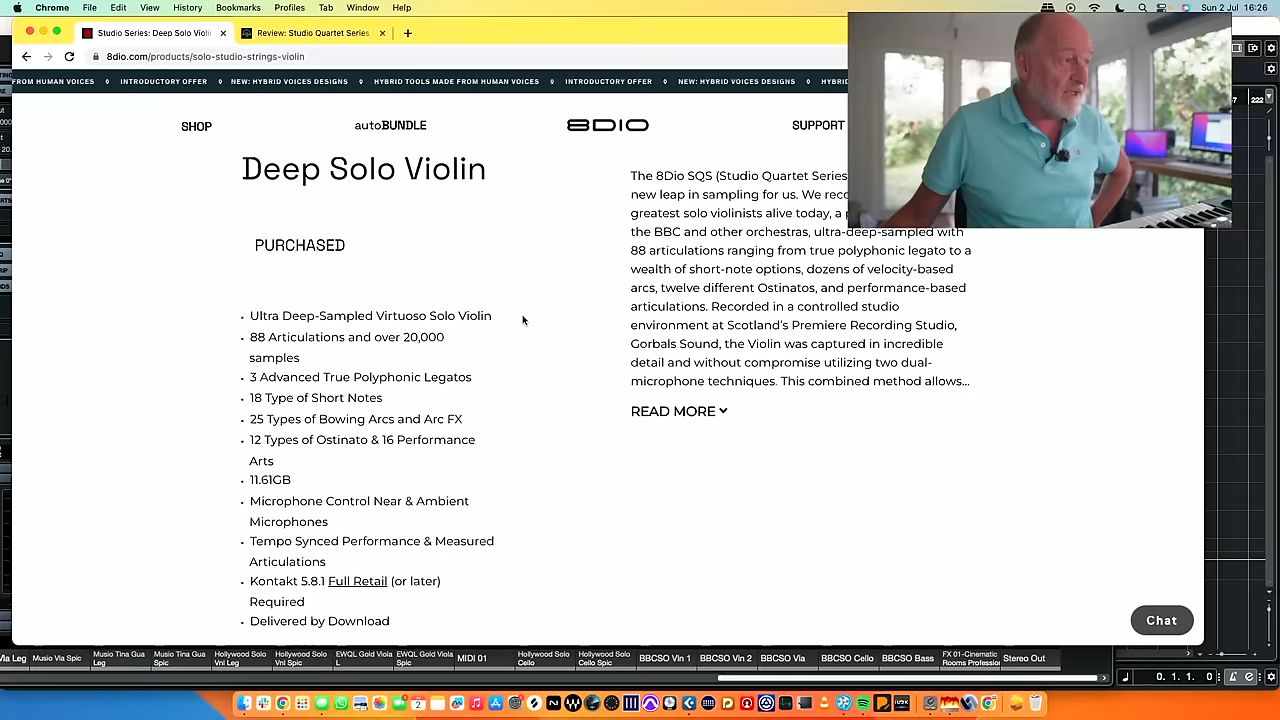 Chrome File Edit View History Bookmarks Profiles Tab Window Help
Sun 2 Jul 16:26
Studio Series: Deep Solo Violin
Review: Studio Quartet Series
8dio.com/products/solo-studio-strings-violin
FROM HUMAN VOICES INTRODUCTORY OFFER NEW: HYBRID VOICES DESIGNS HYBRID TOOLS MADE FROM HUMAN VOICES INTRODUCTORY OFFER NEW: HYBRID VOICES DESIGNS
SHOP autoBUNDLE 8DIO SUPPORT
Deep Solo Violin
PURCHASED
• Ultra Deep-Sampled Virtuoso Solo Violin
• 88 Articulations and over 20,000
samples
• 3 Advanced True Polyphonic Legatos
• 18 Type of Short Notes
• 25 Types of Bowing Arcs and Arc FX
• 12 Types of Ostinato & 16 Performance
Arts
• 11.61GB
• Microphone Control Near & Ambient
Microphones
• Tempo Synced Performance & Measured
Articulations
• Kontakt 5.8.1 Full Retail (or later)
Required
• Delivered by Download
The 8Dio SQS (Studio Quartet Series
new leap in sampling for us. We reco
greatest solo violinists alive today, a p
the BBC and other orchestras, ultra-deep-sampled with
88 articulations ranging from true polyphonic legato to a
wealth of short-note options, dozens of velocity-based
arcs, twelve different Ostinatos, and performance-based
articulations. Recorded in a controlled studio
environment at Scotland's Premiere Recording Studio,
Gorbals Sound, the Violin was captured in incredible
detail and without compromise utilizing two dual-
microphone techniques. This combined method allows...
READ MORE
Chat
222
Vla Leg
Musio Vla Spic
Musio Tina Gua Leg
Musio Tina Gua Spic
Hollywood Solo Vnl Leg
Hollywood Solo Vnl Spic
EWQL Gold Viola L
EWQL Gold Viola Spic
MIDI 01
Hollywood Solo Cello
Hollywood Solo Cello Spic
BBCSO Vln 1
BBCSO Vln 2
BBCSO Vla
BBCSO Cello
BBCSO Bass
FX 01-Cinematic Rooms Professio
Stereo Out
0. 1. 1. 0